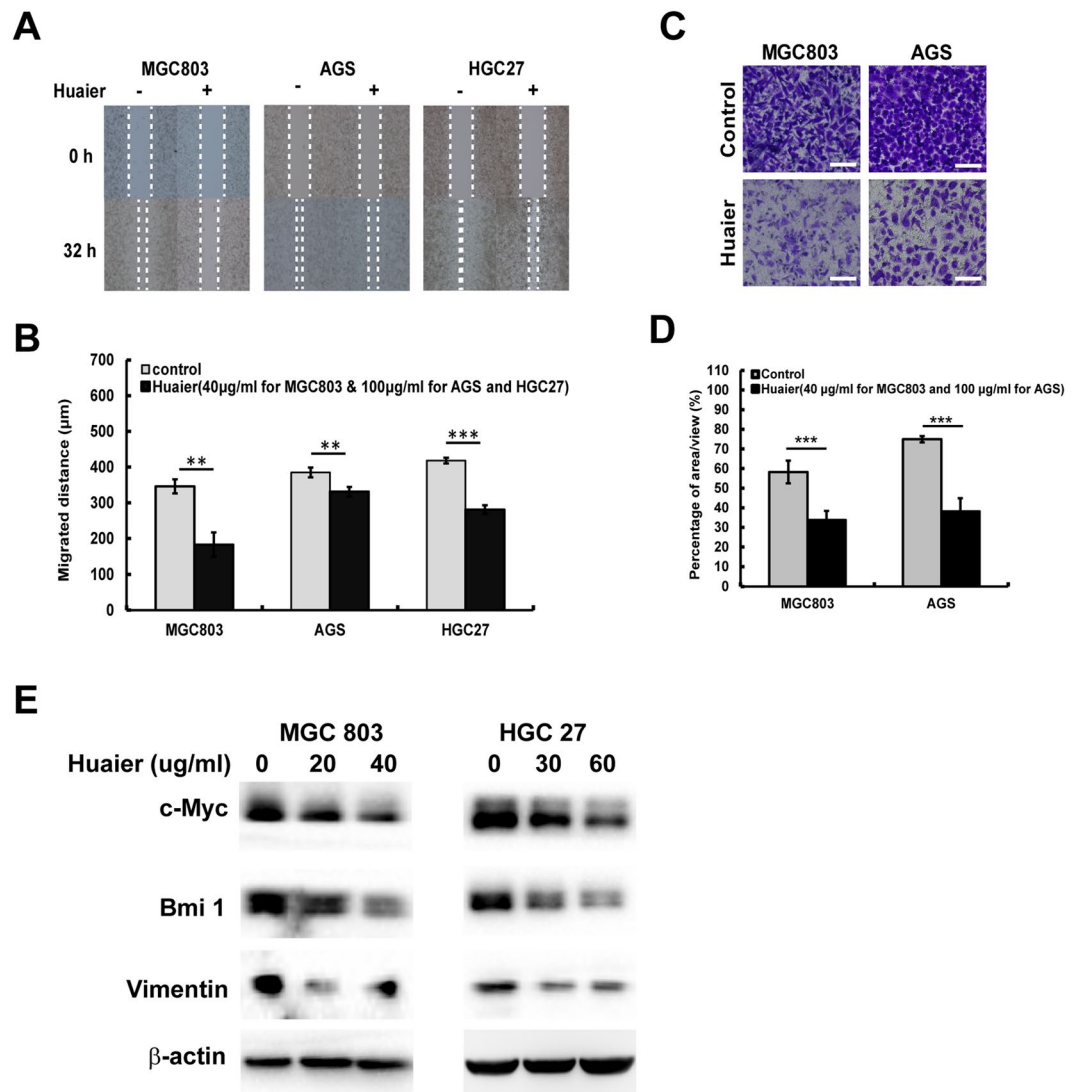 A
MGC803 AGS HGC27
Huaier - + - + - +
0 h
32 h
C
MGC803 AGS
Control
Huaier
B
700
600
500
400
300
200
100
0
Migrated distance (µm)
control
Huaier(40µg/ml for MGC803 & 100µg/ml for AGS and HGC27)
** ** ***
MGC803 AGS HGC27
D
110
100
90
80
70
60
50
40
30
20
10
0
Percentage of area/view (%)
Control
Huaier(40 µg/ml for MGC803 and 100 µg/ml for AGS)
*** ***
MGC803 AGS
E
MGC 803 HGC 27
Huaier (ug/ml) 0 20 40 0 30 60
c-Myc
Bmi 1
Vimentin
β-actin